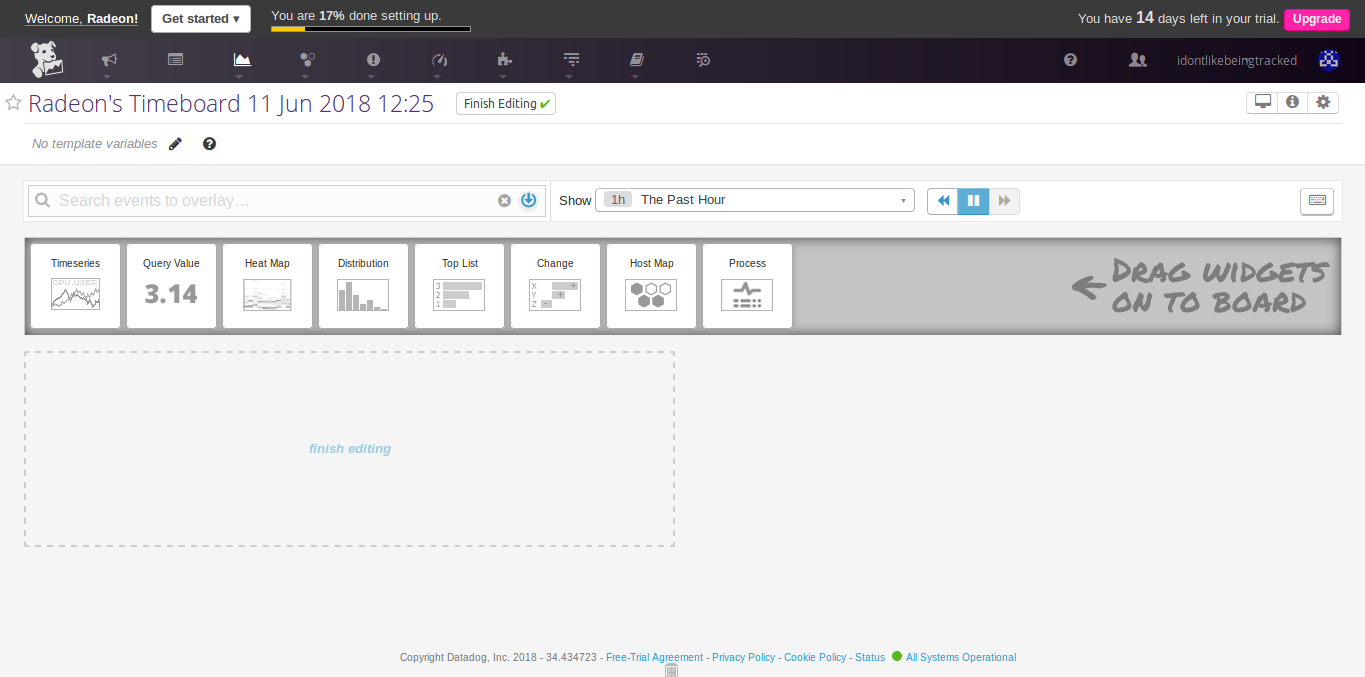 Welcome, Radeon!
Get started ▾
You are 17% done setting up.
You have 14 days left in your trial.
Upgrade
idontlikebeingtracked
Radeon's Timeboard 11 Jun 2018 12:25
Finish Editing ✔
No template variables
Search events to overlay…
Show
1h The Past Hour
Timeseries
CPU.USER
Query Value
3.14
Heat Map
Distribution
Top List
3
2
1
Change
X +
Y +
Z -
Host Map
Process
DRAG WIDGETS
ON TO BOARD
finish editing
Copyright Datadog, Inc. 2018 - 34.434723 - Free-Trial Agreement - Privacy Policy - Cookie Policy - Status All Systems Operational